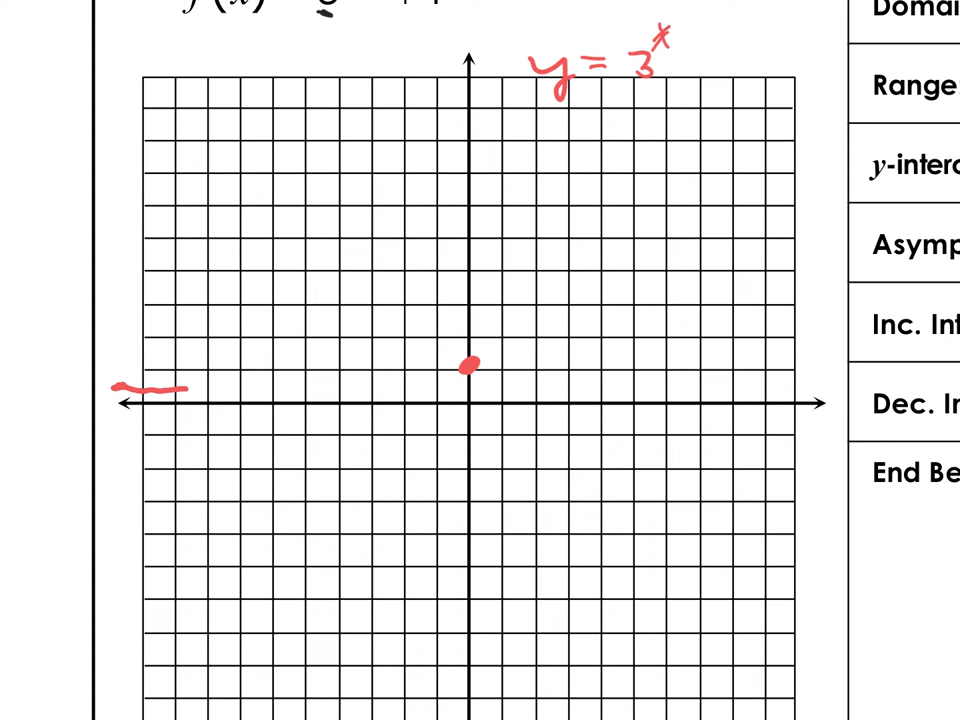 Domai
y = 3^x
Range
y-interc
Asymp
Inc. Int
Dec. In
End Be